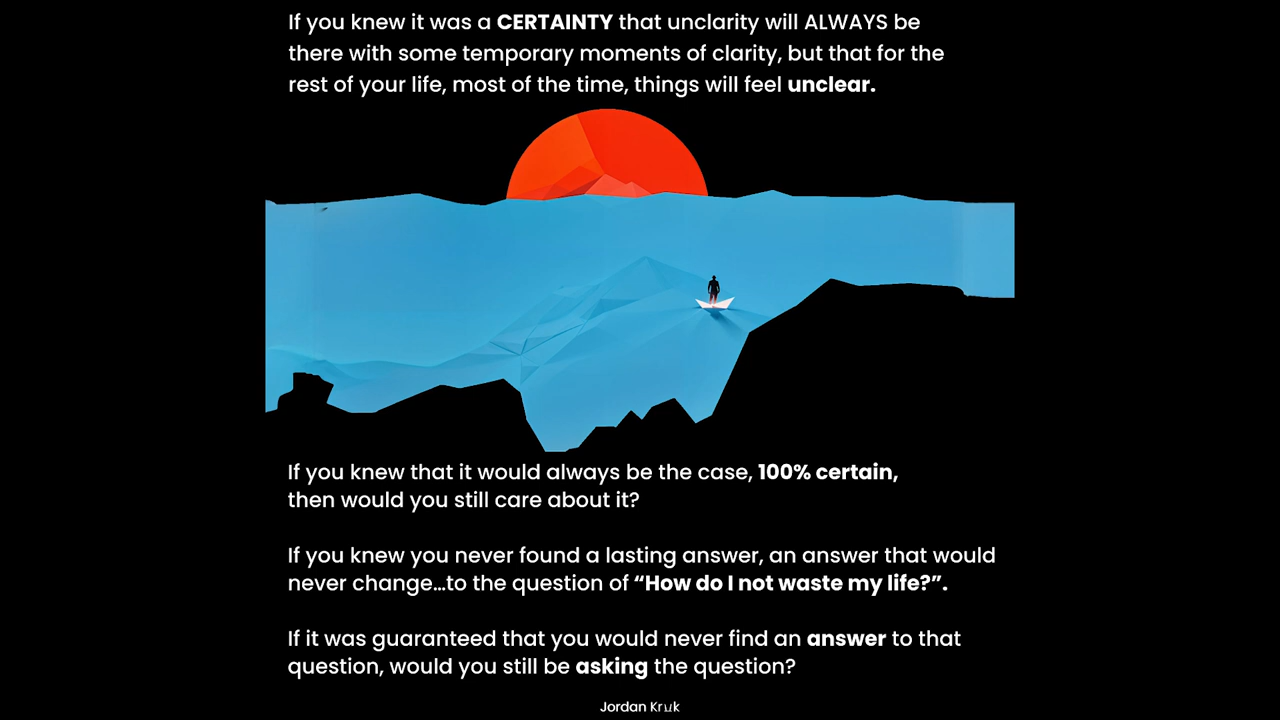 If you knew it was a CERTAINTY that unclarity will ALWAYS be
there with some temporary moments of clarity, but that for the
rest of your life, most of the time, things will feel unclear.
If you knew that it would always be the case, 100% certain,
then would you still care about it?
If you knew you never found a lasting answer, an answer that would
never change...to the question of “How do I not waste my life?”.
If it was guaranteed that you would never find an answer to that
question, would you still be asking the question?
Jordan Kruk